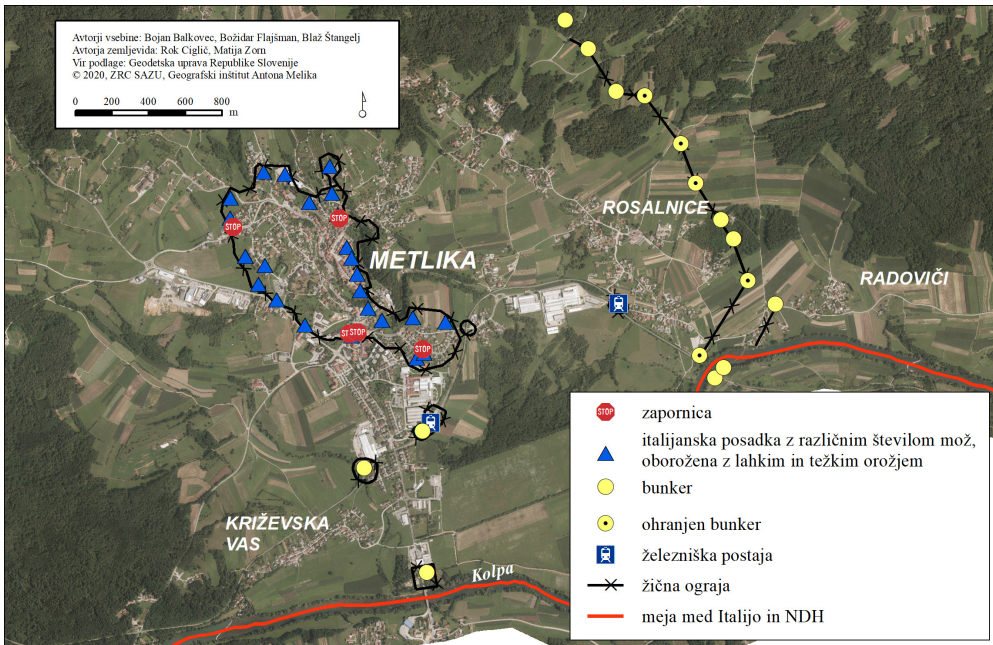 Avtorji vsebine: Bojan Balkovec, Božidar Flajšman, Blaž Štangelj
Avtorja zemljevida: Rok Ciglič, Matija Zorn
Vir podlage: Geodetska uprava Republike Slovenije
© 2020, ZRC SAZU, Geografski inštitut Antona Melika
0 200 400 600 800
m
STOP
STOP
ROSALNICE
METLIKA
RADOVIČI
ST STOP
STOP
KRIŽEVSKA
VAS
Kolpa
STOP zapornica
italijanska posadka z različnim številom mož,
oborožena z lahkim in težkim orožjem
bunker
ohranjen bunker
železniška postaja
žična ograja
meja med Italijo in NDH